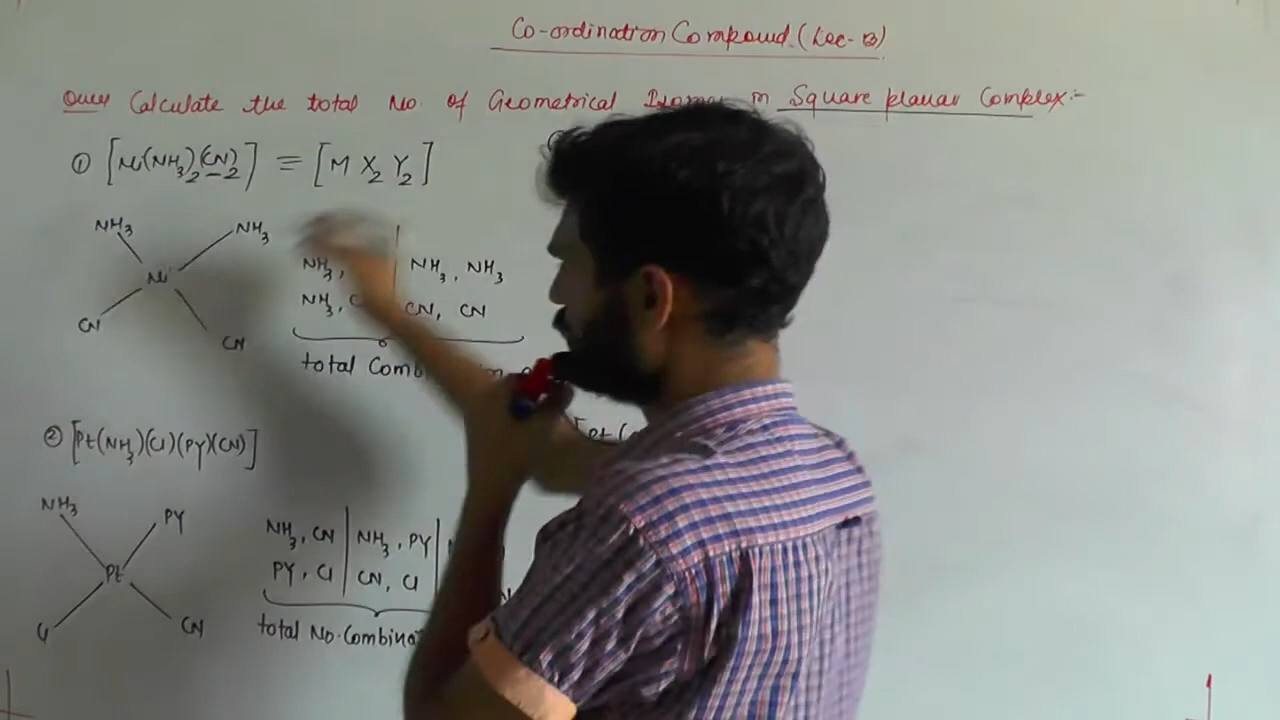 Co-ordination Compound. (Lec-13)
Ques Calculate the total No. of Geometrical in Square planar Complex:-
① [Ni(NH3)2(CN)2] ≡ [M X2 Y2]
NH3 NH3
Ni
CN CN
NH3, | NH3, NH3
NH3, C | CN, CN
total Comb
② [Pt(NH3)(Cl)(PY)(CN)]
NH3 PY
Pt
Cl CN
NH3, CN | NH3, PY |
PY, Cl | CN, Cl |
total No. Combina
[Pt(